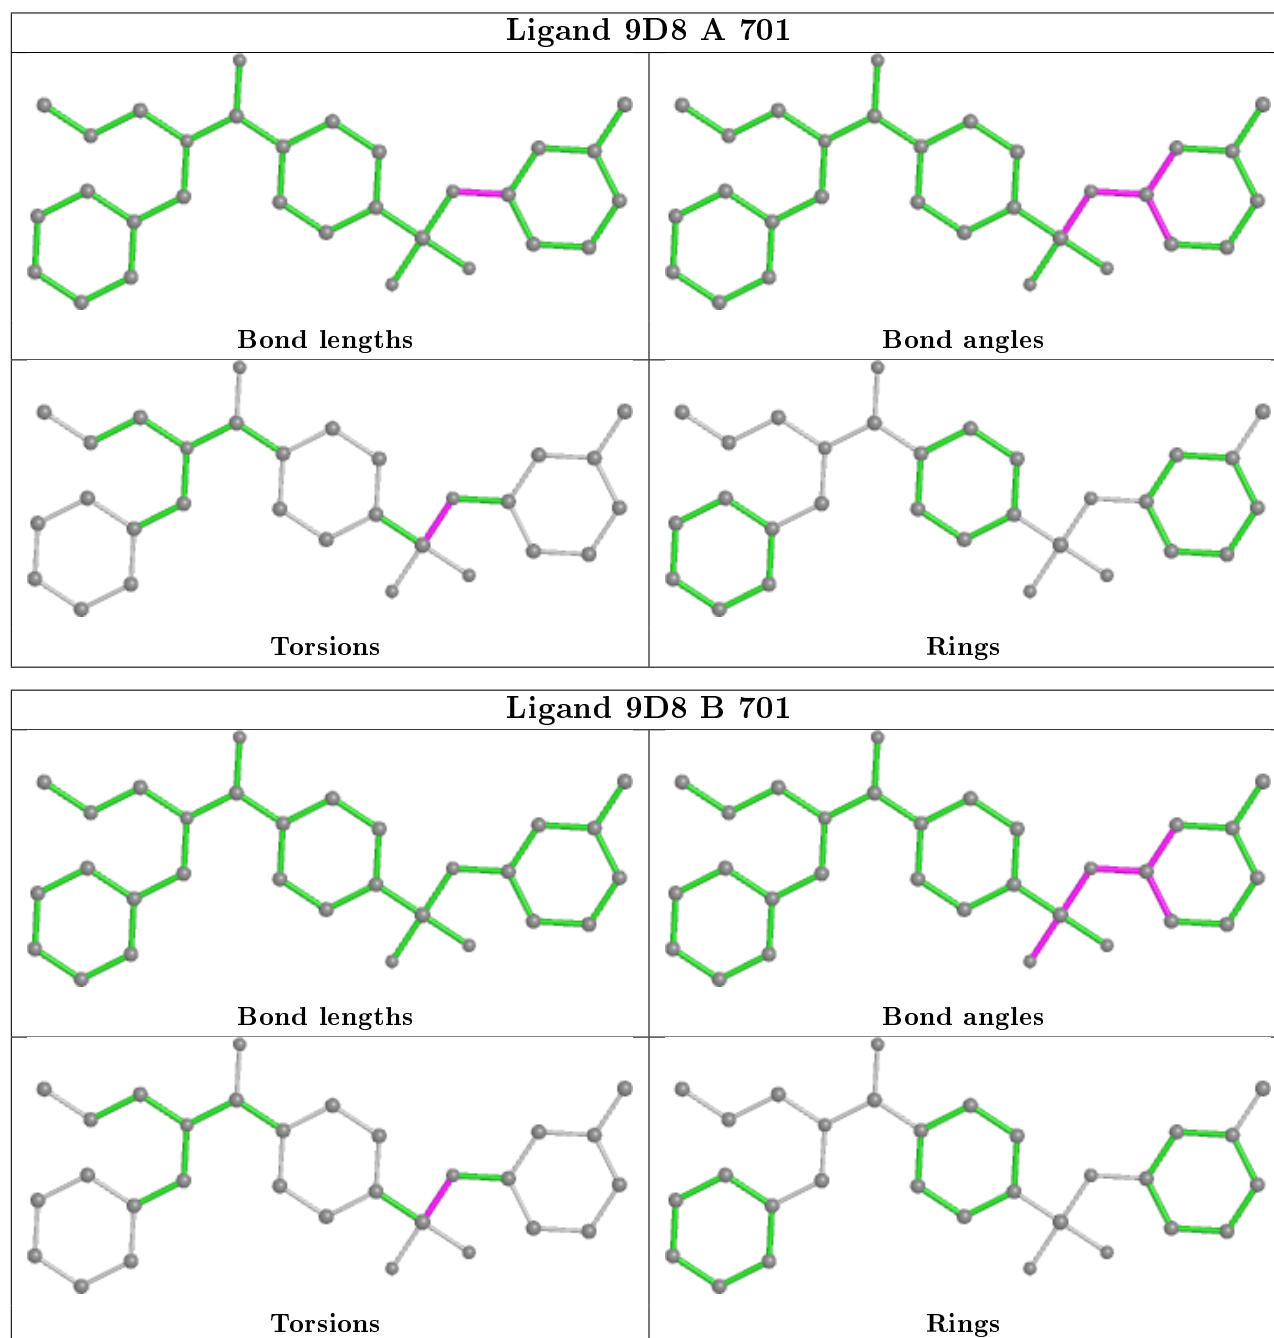 Ligand 9D8 A 701
Bond lengths
Bond angles
Torsions
Rings
Ligand 9D8 B 701
Bond lengths
Bond angles
Torsions
Rings